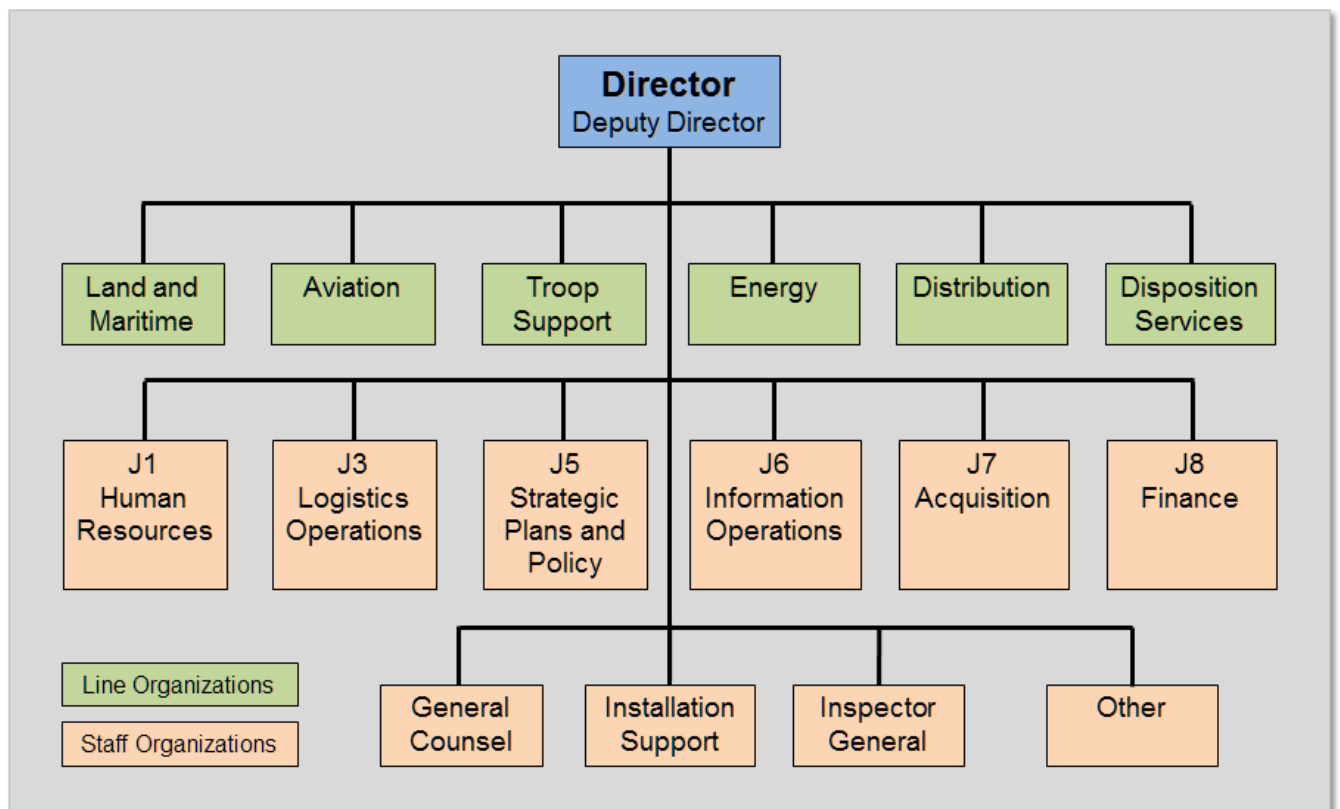 Director
Deputy Director
Land and
Maritime
Aviation
Troop
Support
Energy
Distribution
Disposition
Services
J1
Human
Resources
J3
Logistics
Operations
J5
Strategic
Plans and
Policy
J6
Information
Operations
J7
Acquisition
J8
Finance
Line Organizations
Staff Organizations
General
Counsel
Installation
Support
Inspector
General
Other